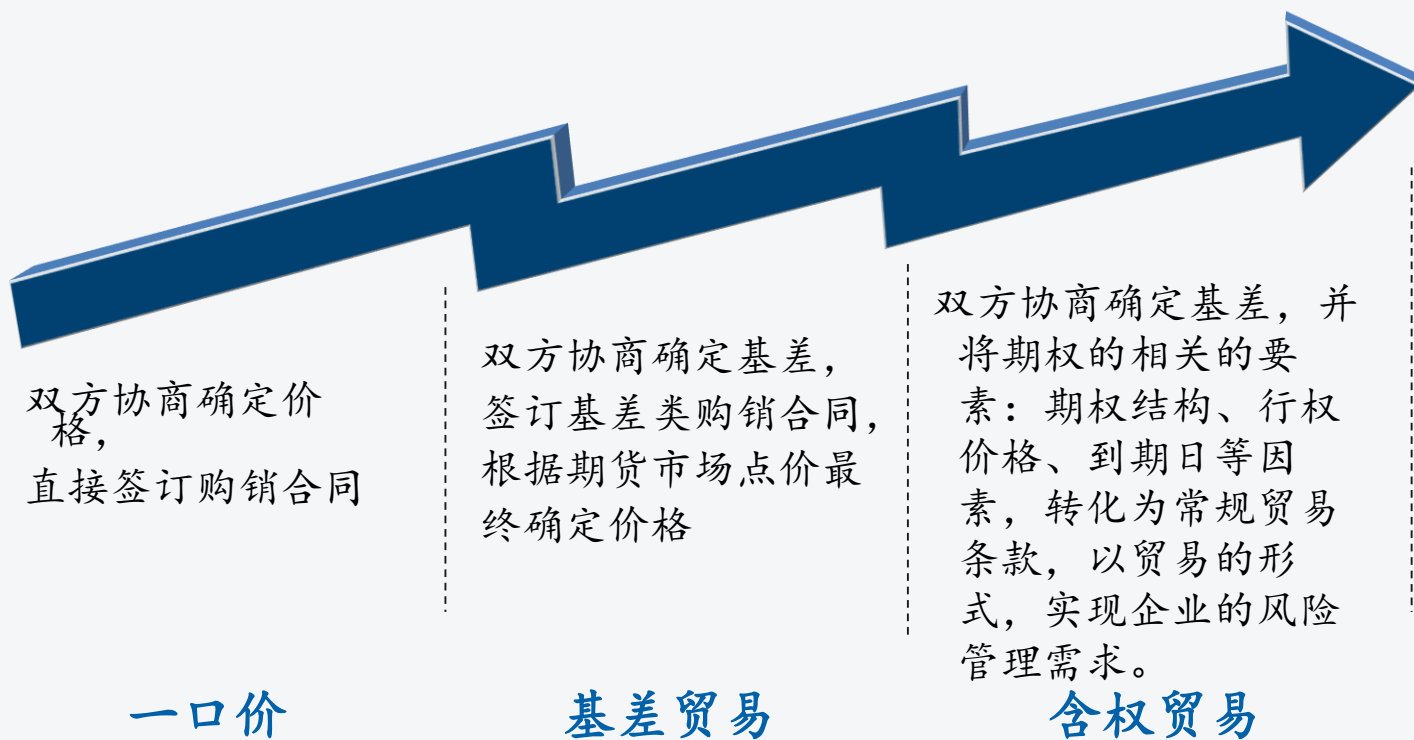 双方协商确定价
格，
直接签订购销合同
双方协商确定基差，
签订基差类购销合同，
根据期货市场点价最
终确定价格
双方协商确定基差，并
将期权的相关的要
素：期权结构、行权
价格、到期日等因
素，转化为常规贸易
条款，以贸易的形
式，实现企业的风险
管理需求。
一口价
基差贸易
含权贸易